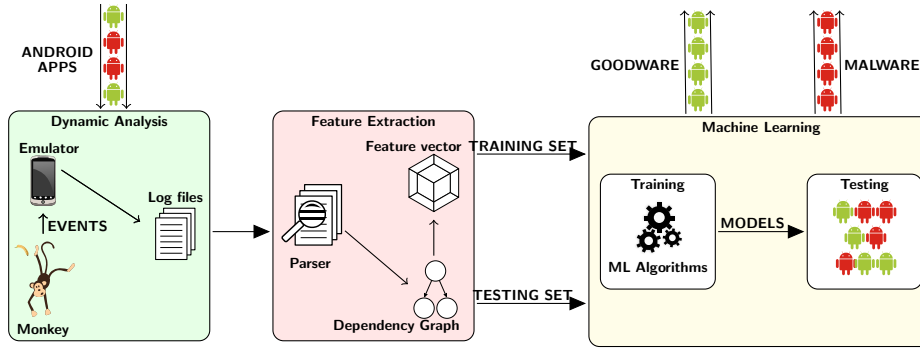 ANDROID
APPS
GOODWARE
MALWARE
Dynamic Analysis
Emulator
Log files
EVENTS
Monkey
Feature Extraction
Feature vector
Parser
Dependency Graph
TRAINING SET
TESTING SET
Machine Learning
Training
ML Algorithms
MODELS
Testing